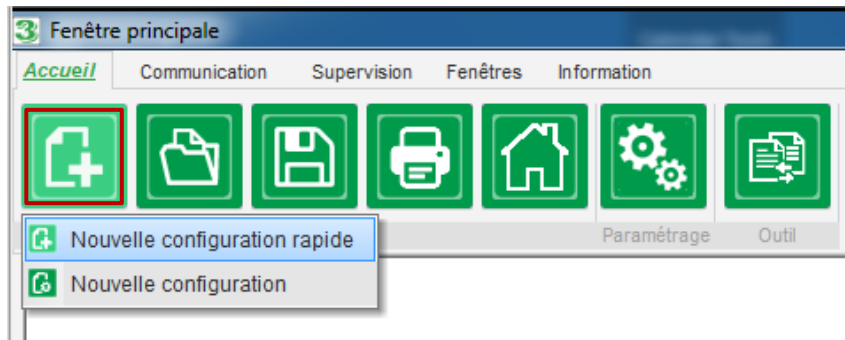 Fenêtre principale
Accueil Communication Supervision Fenêtres Information
Paramétrage Outil
Nouvelle configuration rapide
Nouvelle configuration